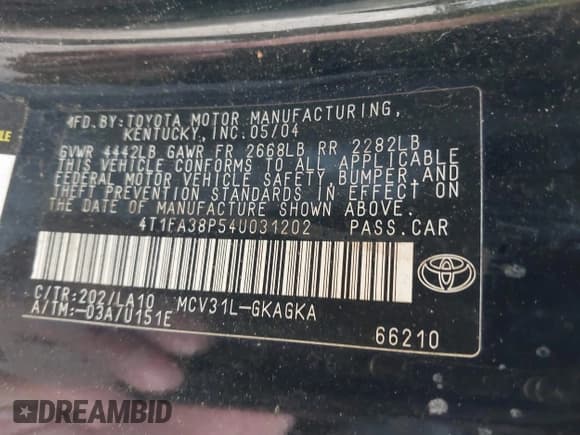 MFD.BY:TOYOTA MOTOR MANUFACTURING,
KENTUCKY,INC.05/04
GVWR 4442LB GAWR FR 2668LB RR 2282LB
THIS VEHICLE CONFORMS TO ALL APPLICABLE
FEDERAL MOTOR VEHICLE SAFETY,BUMPER,AND
THEFT PREVENTION STANDARDS IN EFFECT ON
THE DATE OF MANUFACTURE SHOWN ABOVE.
4T1FA38P54U031202 PASS.CAR
C/TR:202/LA10 MCV31L-GKAGKA
A/TM:-03A/U151E
66210
DREAMBID